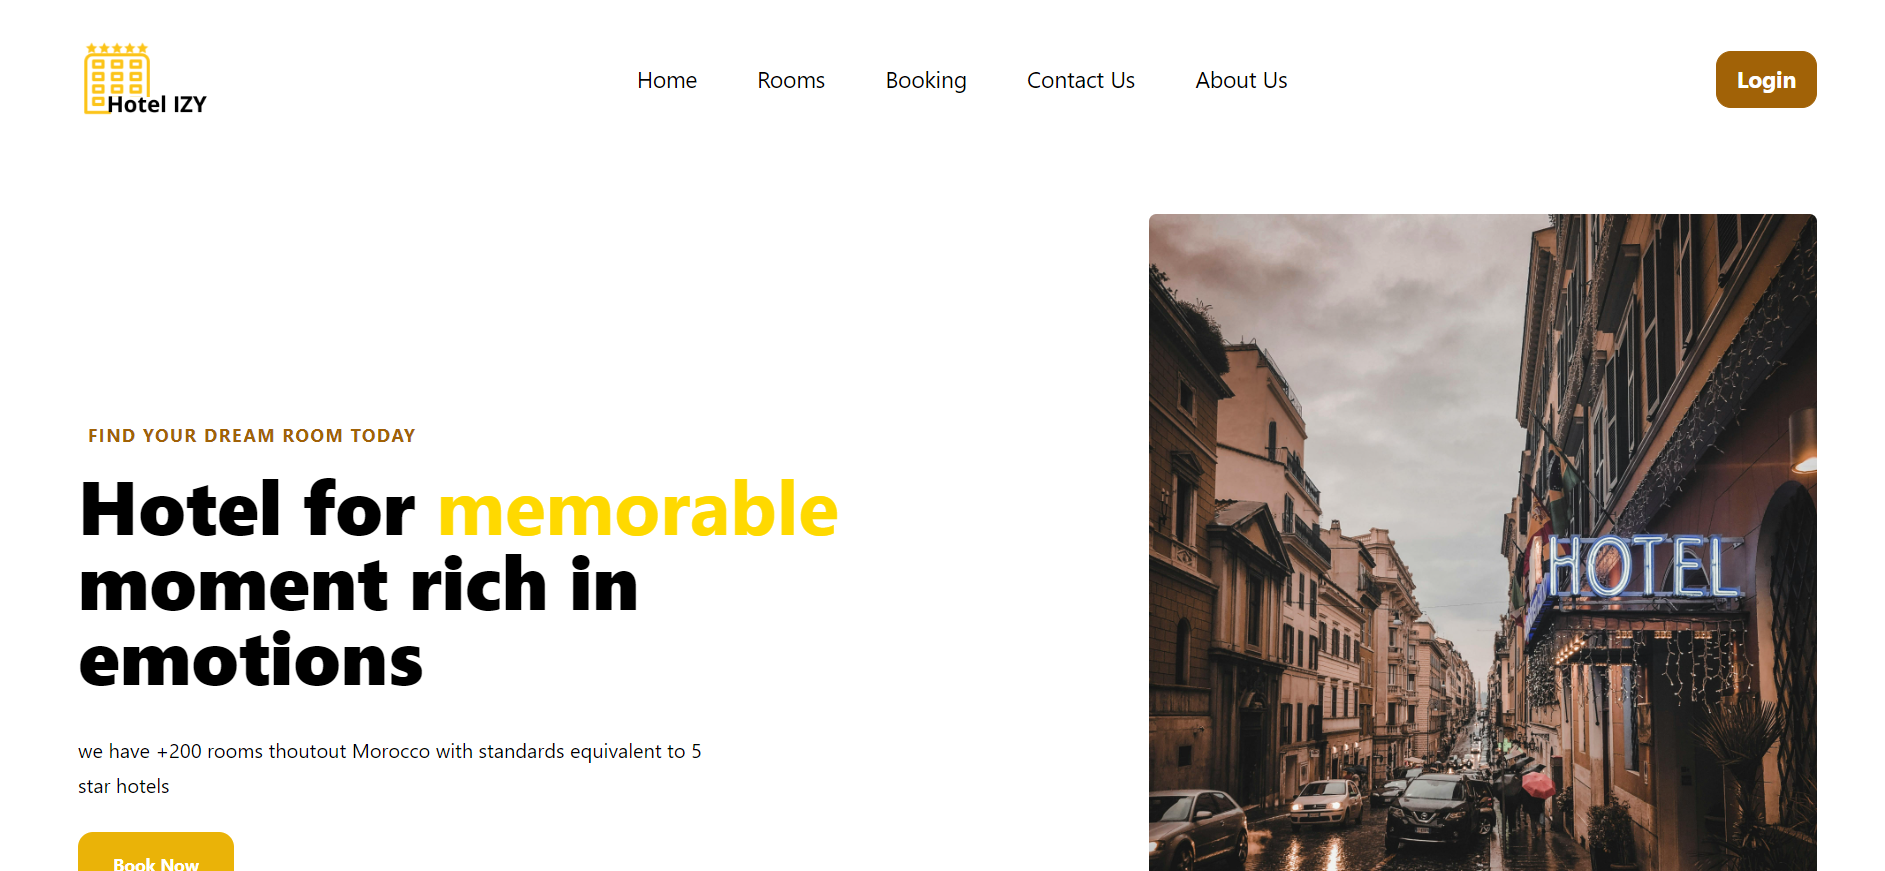 Hotel IZY
Home
Rooms
Booking
Contact Us
About Us
Login
FIND YOUR DREAM ROOM TODAY
Hotel for memorable
moment rich in
emotions
we have +200 rooms thoutout Morocco with standards equivalent to 5
star hotels
Book Now
HOTEL